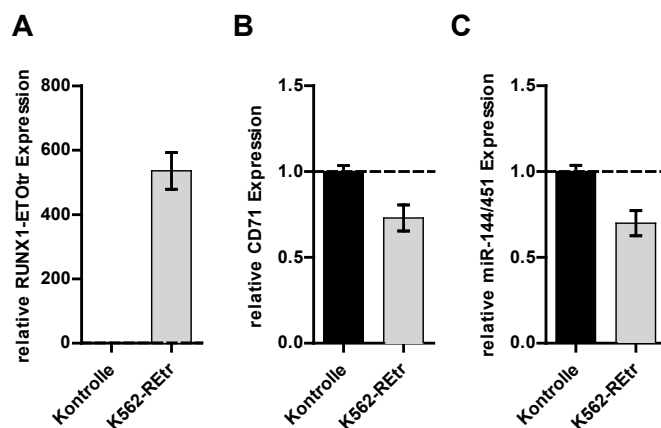 A
relative RUNX1-ETOtr Expression
800
600
400
200
0
Kontrolle
K562-REtr
B
relative CD71 Expression
1.5
1.0
0.5
0.0
Kontrolle
K562-REtr
C
relative miR-144/451 Expression
1.5
1.0
0.5
0.0
Kontrolle
K562-REtr